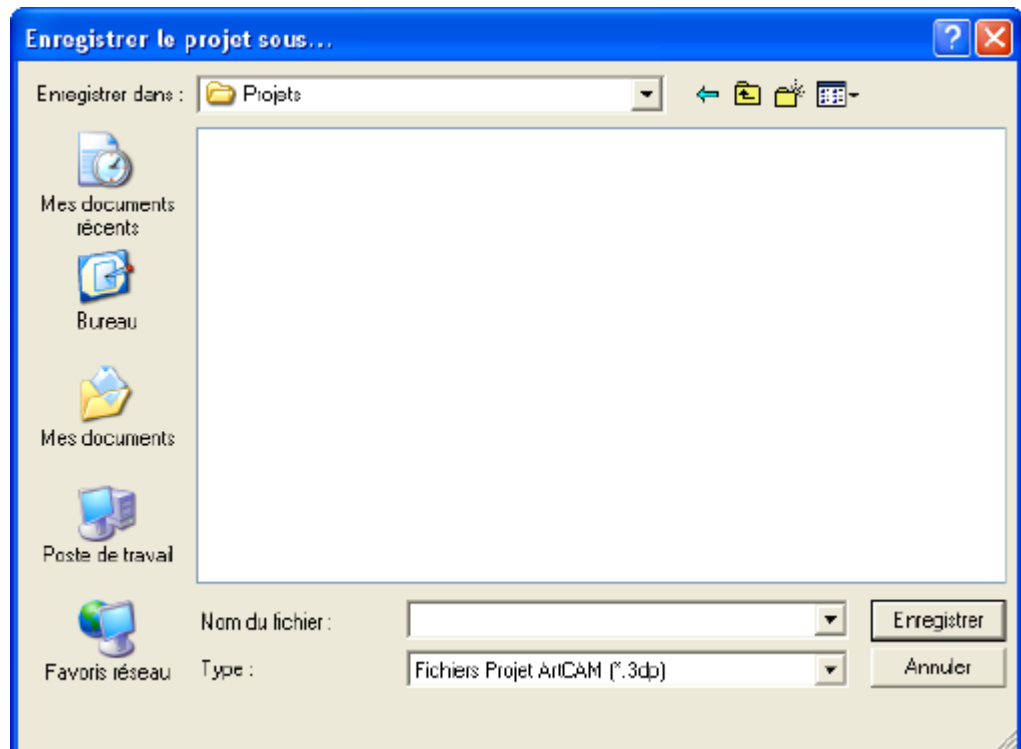 Enregistrer le projet sous...
Enregistrer dans :
Projets
Mes documents
récents
Bureau
Mes documents
Poste de travail
Favoris réseau
Nom du fichier :
Enregistrer
Type :
Fichiers Projet ArtCAM (*.3dp)
Annuler